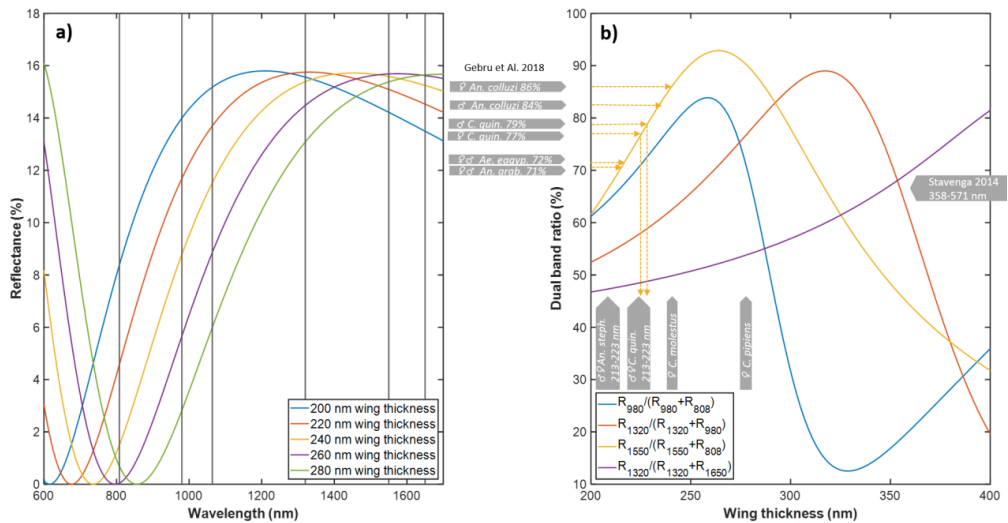 a)
18
16
14
12
10
8
6
4
2
0
600
800
1000
1200
1400
1600
Reflectance (%)
Wavelength (nm)
200 nm wing thickness
220 nm wing thickness
240 nm wing thickness
260 nm wing thickness
280 nm wing thickness
Gebru et Al. 2018
♀ An. colluzi 86%
♂ An. colluzi 84%
♂ C. quin. 79%
♀ C. quin. 77%
♀♂ Ae. eqqyp. 72%
♀♂ An. arab. 71%
b)
100
90
80
70
60
50
40
30
20
10
200
250
300
350
400
Dual band ratio (%)
Wing thickness (nm)
Stavenga 2014
358-571 nm
♂♀ An. steph.
213-223 nm
♂♀ C. quin.
213-223 nm
♀ C. molestus
♀ C. pipiens
R980/(R980+R808)
R1320/(R1320+R980)
R1550/(R1550+R808)
R1320/(R1320+R1650)